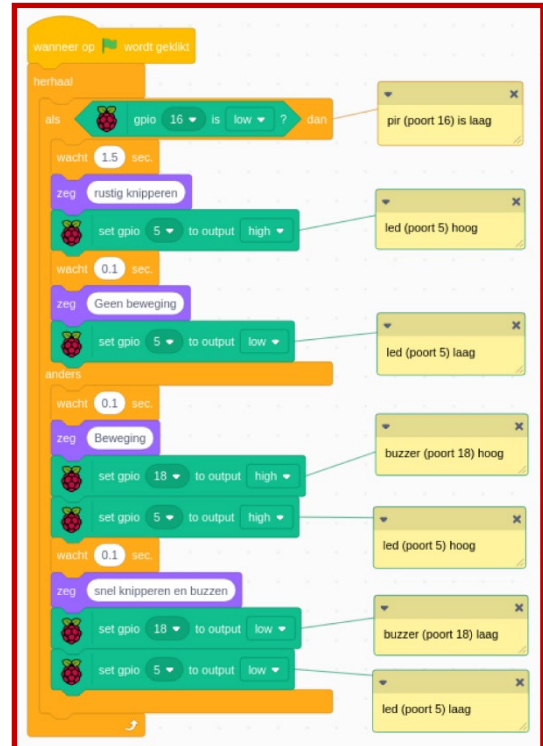 wanneer op wordt geklikt
herhaal
als gpio 16 is low ? dan
pir (poort 16) is laag
wacht 1.5 sec.
zeg rustig knipperen
set gpio 5 to output high
led (poort 5) hoog
wacht 0.1 sec.
zeg Geen beweging
set gpio 5 to output low
led (poort 5) laag
anders
wacht 0.1 sec.
zeg Beweging
set gpio 18 to output high
buzzer (poort 18) hoog
set gpio 5 to output high
led (poort 5) hoog
wacht 0.1 sec.
zeg snel knipperen en buzzen
set gpio 18 to output low
buzzer (poort 18) laag
set gpio 5 to output low
led (poort 5) laag